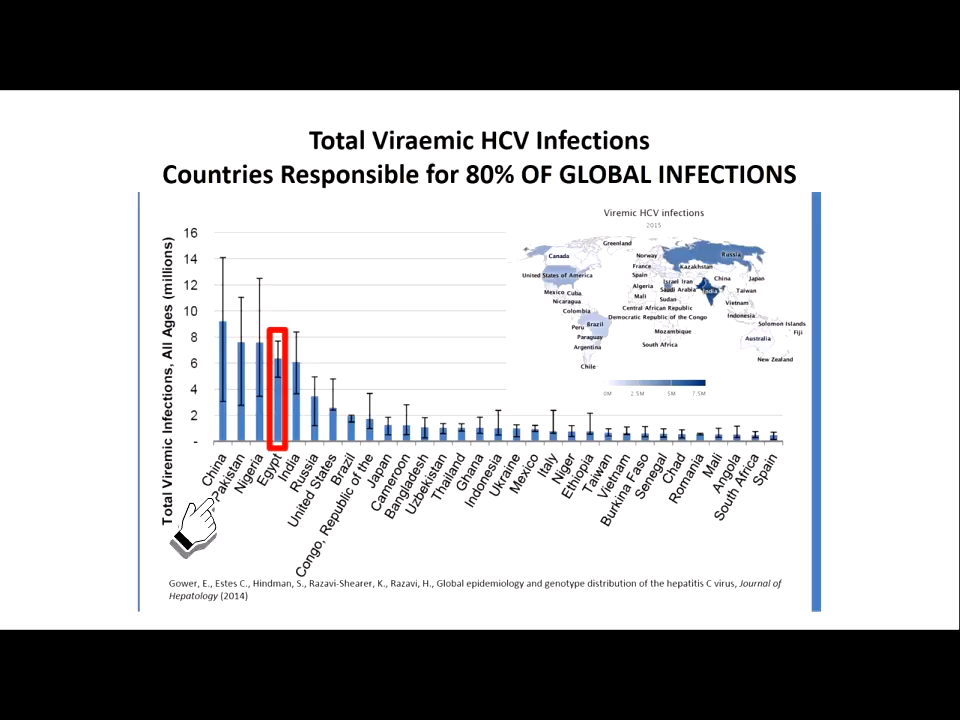 Total Viraemic HCV Infections
Countries Responsible for 80% OF GLOBAL INFECTIONS
Total Viremic Infections, All Ages (millions)
16
14
12
10
8
6
4
2
-
China
Pakistan
Nigeria
Egypt
India
Russia
United States
Brazil
Congo, Republic of the
Japan
Cameroon
Bangladesh
Uzbekistan
Thailand
Ghana
Indonesia
Ukraine
Mexico
Italy
Niger
Ethiopia
Taiwan
Vietnam
Burkina Faso
Senegal
Chad
Romania
Mali
Angola
South Africa
Spain
Viremic HCV infections
2015
Greenland
Canada
Norway
Russia
France
Kazakhstan
United States of America
Spain
China
Japan
Algeria
Israel Iran
Saudi Arabia
India
Mexico Cuba
Mali
Sudan
Taiwan
Nicaragua
Central African Republic
Vietnam
Colombia
Democratic Republic of the Congo
Indonesia
Peru
Brazil
Solomon Islands
Fiji
Paraguay
Mozambique
Argentina
South Africa
Australia
Chile
New Zealand
0M 2.5M 5M 7.5M
Gower, E., Estes C., Hindman, S., Razavi-Shearer, K., Razavi, H., Global epidemiology and genotype distribution of the hepatitis C virus, Journal of
Hepatology (2014)